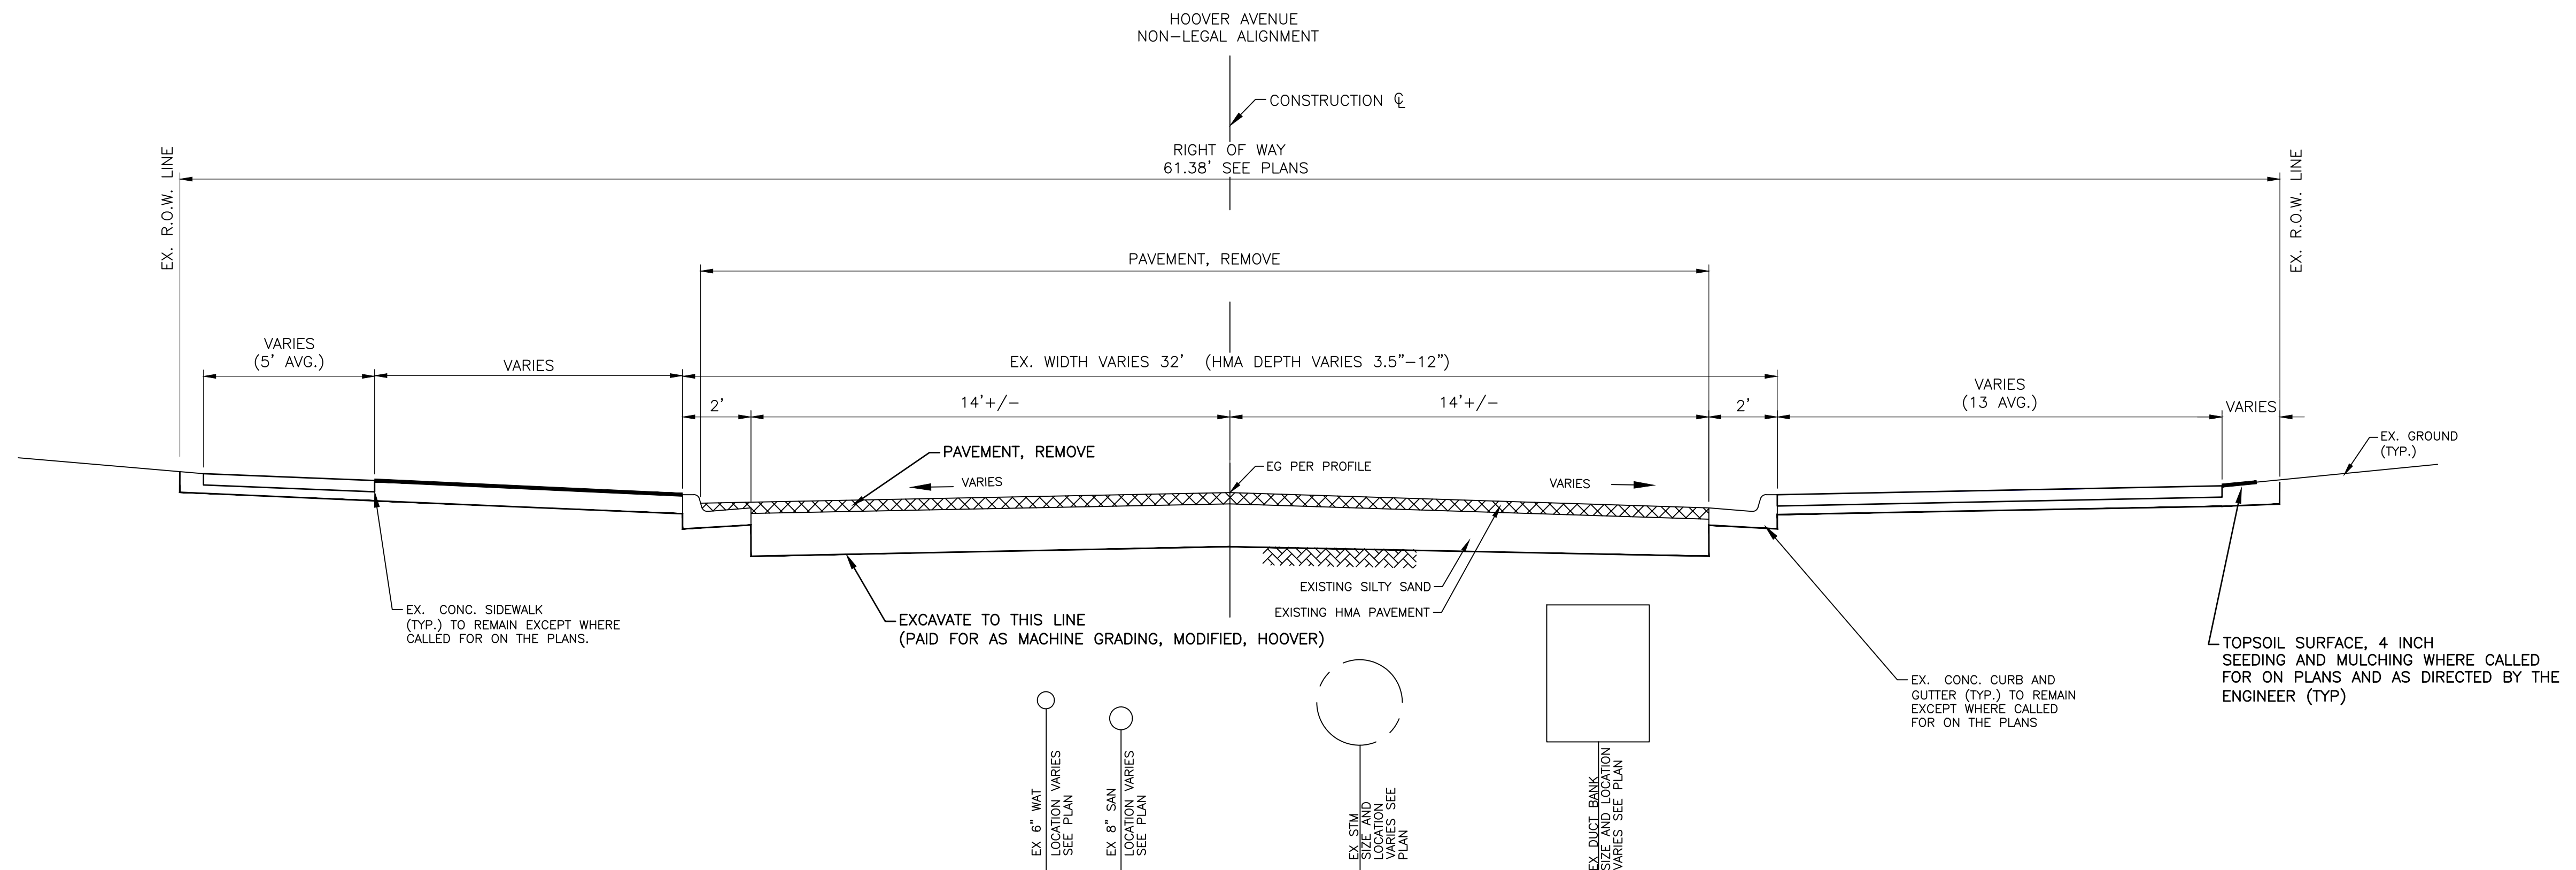 HOOVER AVENUE
NON-LEGAL ALIGNMENT
CONSTRUCTION ℄
RIGHT OF WAY
61.38' SEE PLANS
EX. R.O.W. LINE
EX. R.O.W. LINE
PAVEMENT, REMOVE
VARIES
(5' AVG.)
VARIES
EX. WIDTH VARIES 32' (HMA DEPTH VARIES 3.5"-12")
VARIES
(13 AVG.)
VARIES
2'
14'+/-
14'+/-
2'
PAVEMENT, REMOVE
VARIES
EG PER PROFILE
VARIES
EX. GROUND
(TYP.)
EXISTING SILTY SAND
EXISTING HMA PAVEMENT
EX. CONC. SIDEWALK
(TYP.) TO REMAIN EXCEPT WHERE
CALLED FOR ON THE PLANS.
EXCAVATE TO THIS LINE
(PAID FOR AS MACHINE GRADING, MODIFIED, HOOVER)
TOPSOIL SURFACE, 4 INCH
SEEDING AND MULCHING WHERE CALLED
FOR ON PLANS AND AS DIRECTED BY THE
ENGINEER (TYP)
EX. CONC. CURB AND
GUTTER (TYP.) TO REMAIN
EXCEPT WHERE CALLED
FOR ON THE PLANS
EX 6" WAT
LOCATION VARIES
SEE PLAN
EX 8" SAN
LOCATION VARIES
SEE PLAN
EX STM
SIZE AND
LOCATION
VARIES SEE
PLAN
EX DUCT BANK
SIZE AND LOCATION
VARIES SEE PLAN